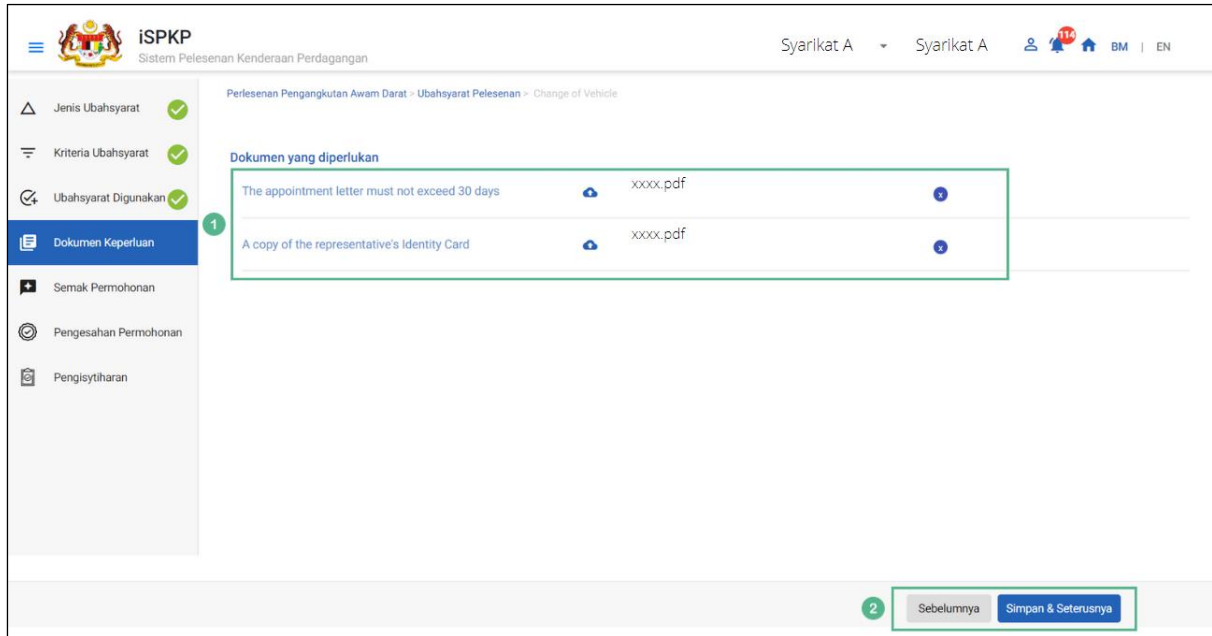 iSPKP
Sistem Pelesenan Kenderaan Perdagangan
Syarikat A
Syarikat A
114
BM | EN
Jenis Ubahsyarat
Kriteria Ubahsyarat
Ubahsyarat Digunakan
Dokumen Keperluan
Semak Permohonan
Pengesahan Permohonan
Pengisytiharan
Perlesenan Pengangkutan Awam Darat > Ubahsyarat Pelesenan > Change of Vehicle
Dokumen yang diperlukan
1
The appointment letter must not exceed 30 days xxxx.pdf x
A copy of the representative's Identity Card xxxx.pdf x
2
Sebelumnya
Simpan & Seterusnya